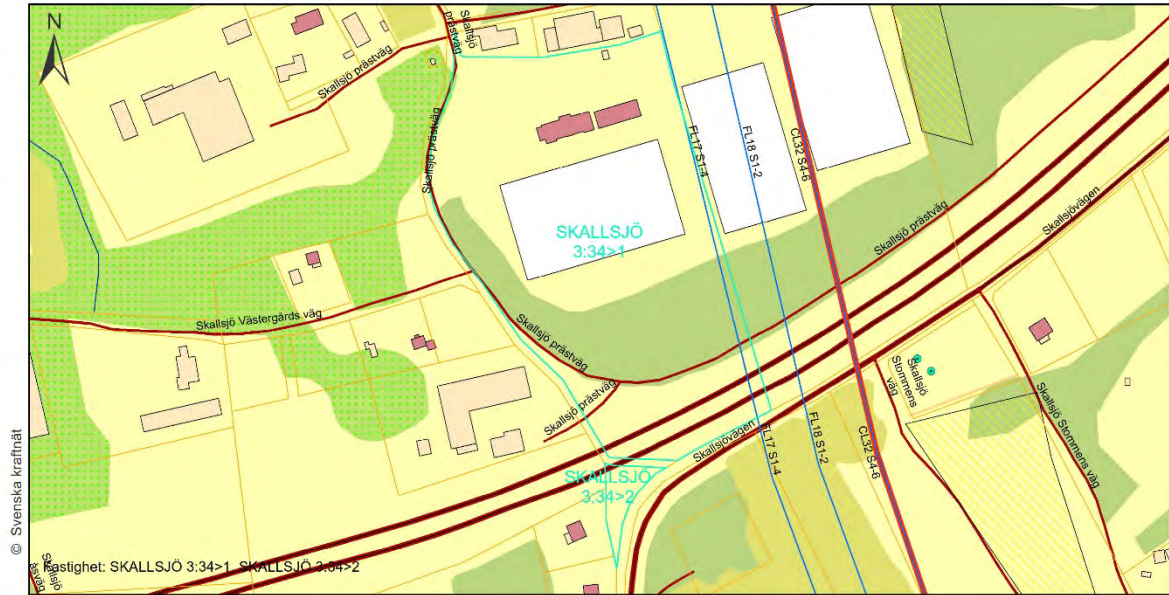 N
Skallsjö
prästväg
Skallsjö prästväg
Skallsjö prästväg
FL17 S1-4
FL18 S1-2
CL32 S4-6
SKALLSJÖ
3:34>1
Skallsjö prästväg
Skallsjövägen
Skallsjö Västergårds väg
Skallsjö prästväg
Skallsjö prästväg
Skallsjövägen
Skallsjö
Stommens
väg
Skallsjö Stommens väg
FL17 S1-4
FL18 S1-2
CL32 S4-6
SKALLSJÖ
3:34>2
© Svenska kraftnät
Skallsjö
åsväg
Fastighet: SKALLSJÖ 3:34>1, SKALLSJÖ 3:34>2